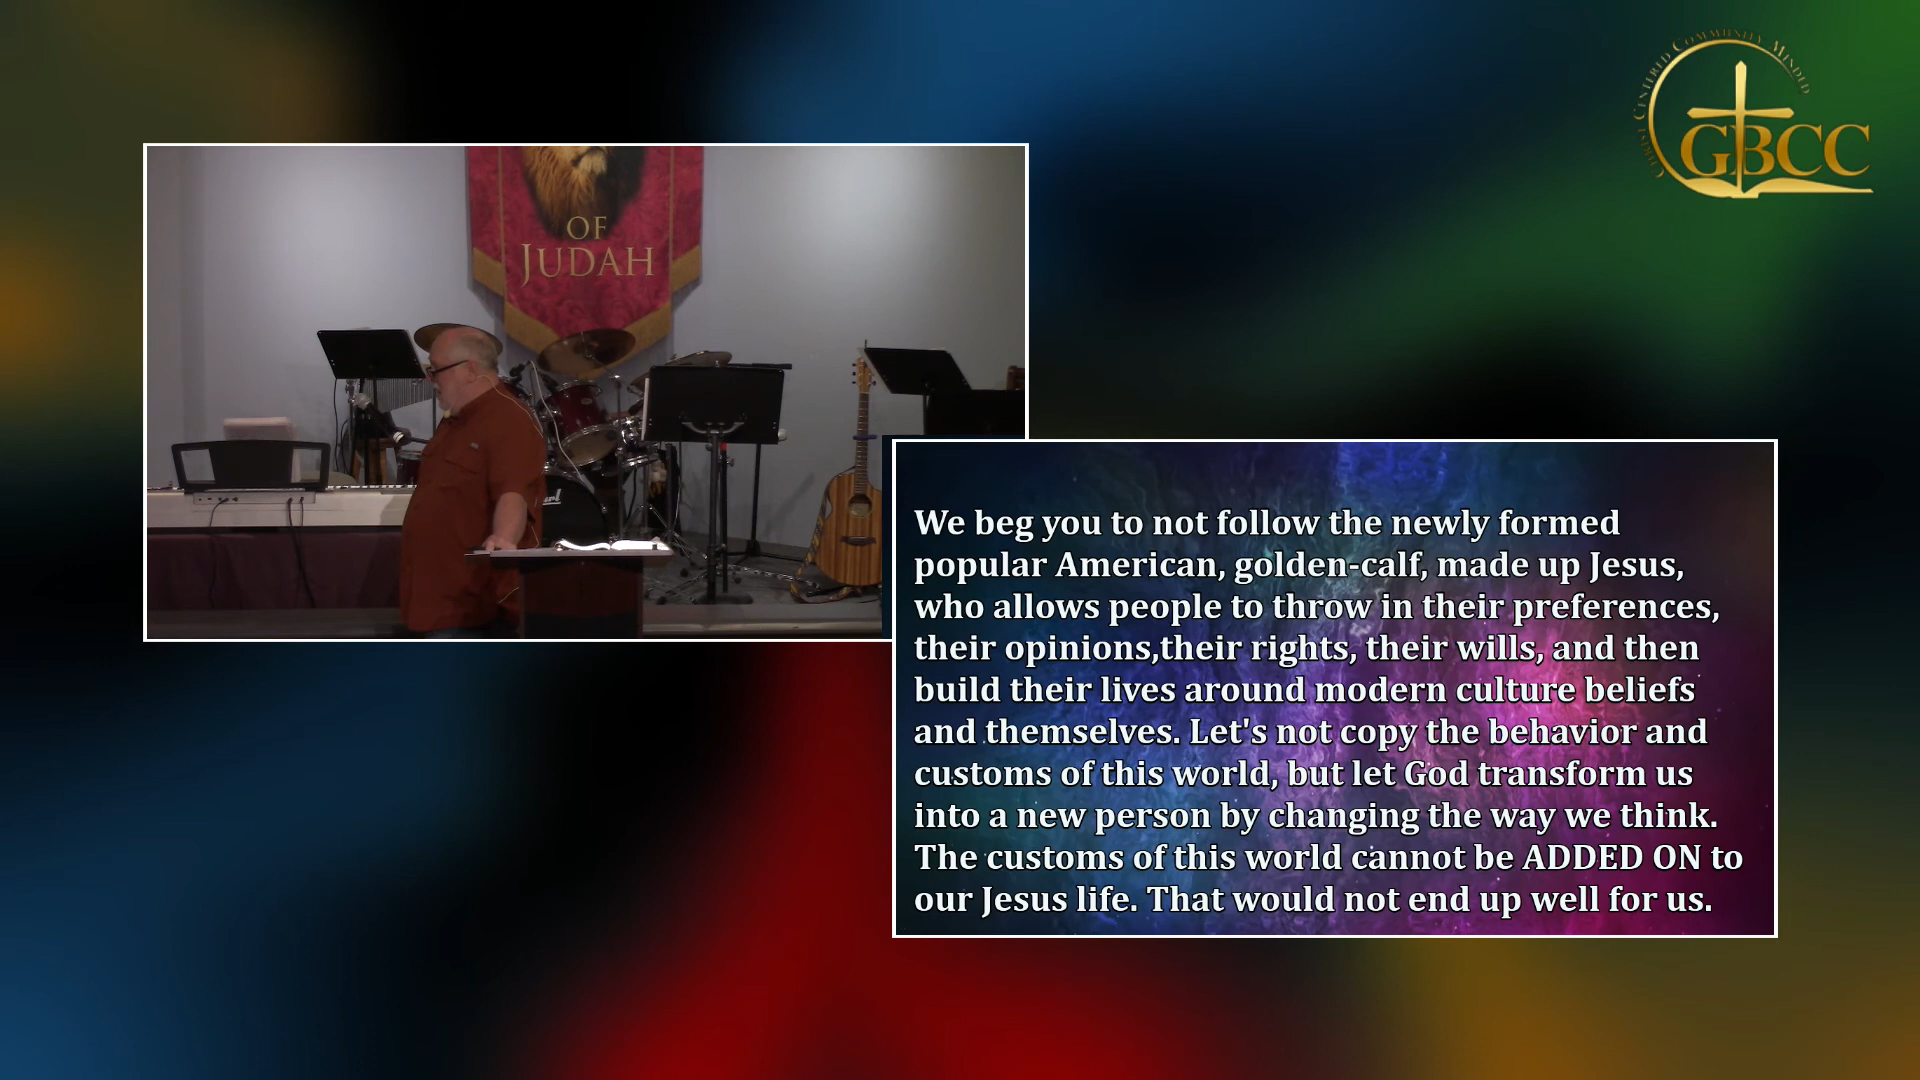 CHRIST CENTERED COMMUNITY MINDED
GBCC
OF
JUDAH
We beg you to not follow the newly formed
popular American, golden-calf, made up Jesus,
who allows people to throw in their preferences,
their opinions,their rights, their wills, and then
build their lives around modern culture beliefs
and themselves. Let's not copy the behavior and
customs of this world, but let God transform us
into a new person by changing the way we think.
The customs of this world cannot be ADDED ON to
our Jesus life. That would not end up well for us.